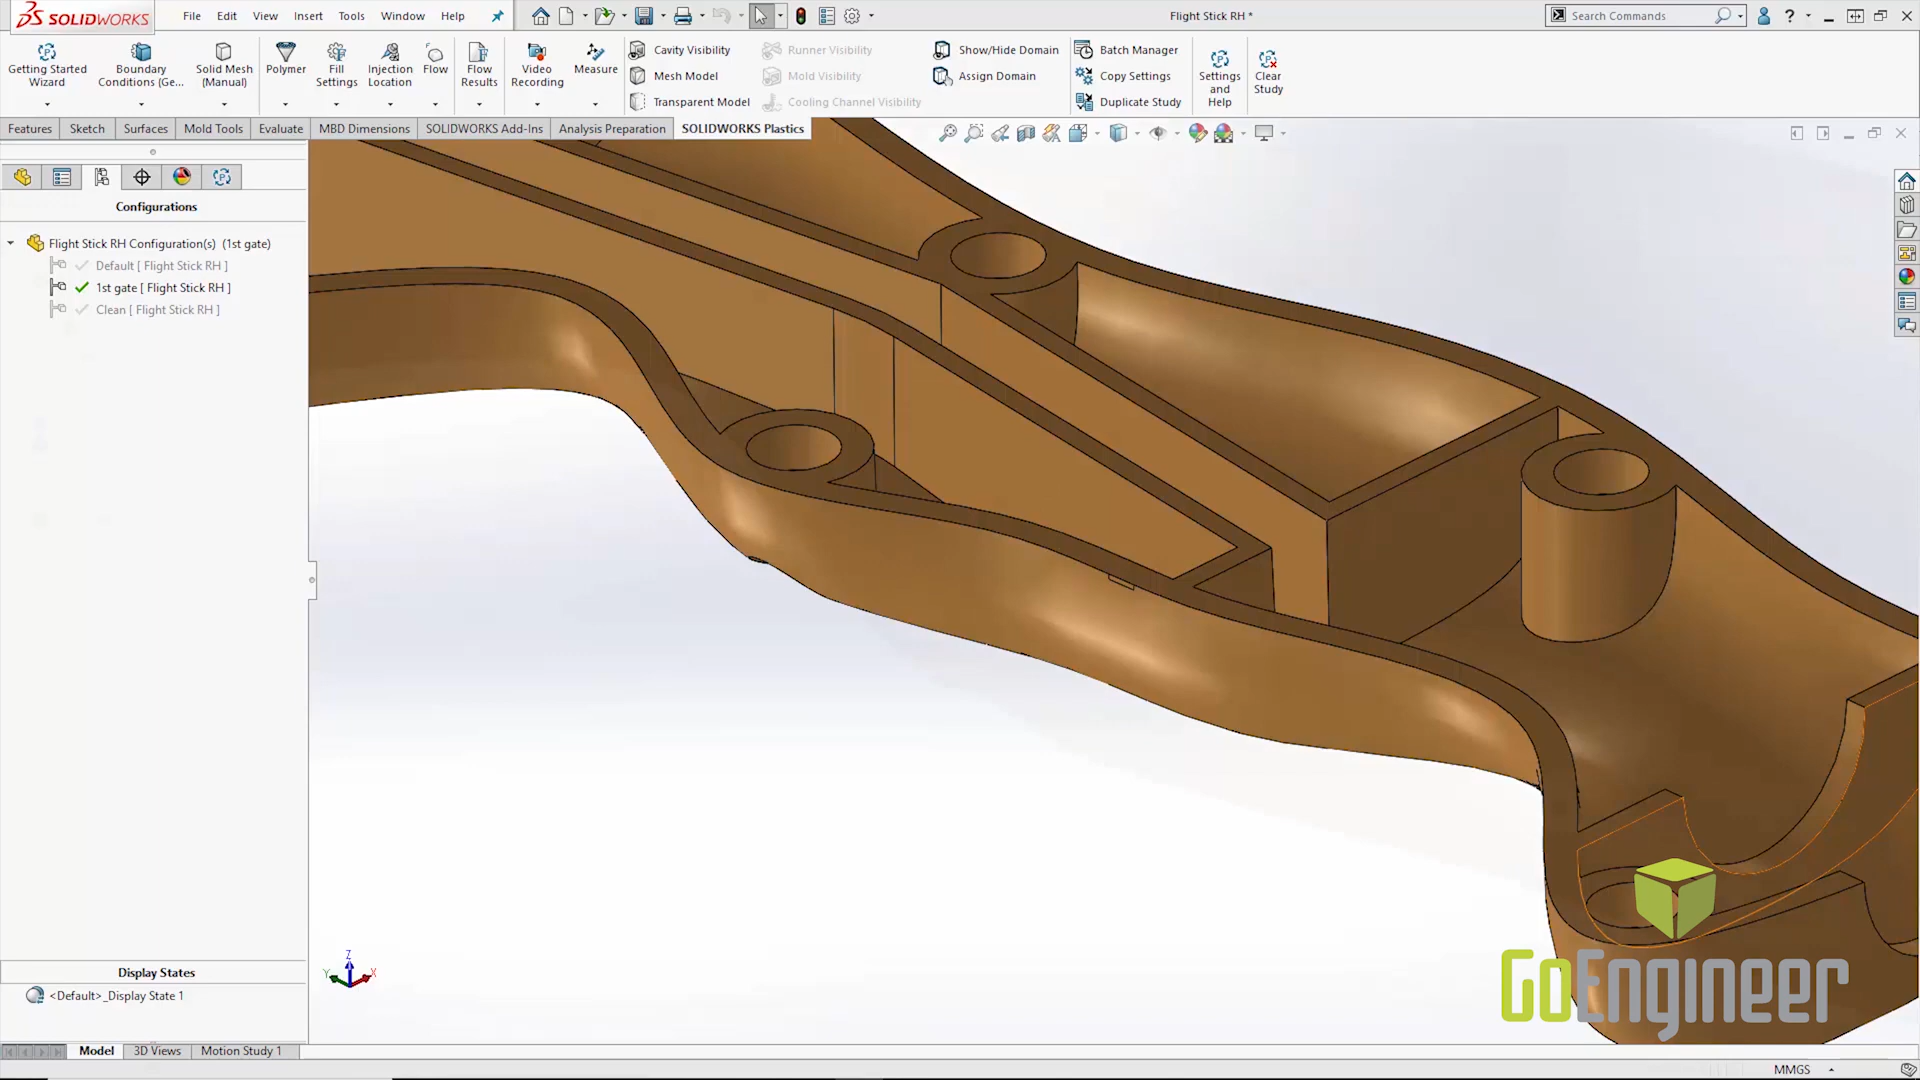 SOLIDWORKS File Edit View Insert Tools Window Help Flight Stick RH * Search Commands ?
Getting Started Wizard
Boundary Conditions (Ge...
Solid Mesh (Manual)
Polymer
Fill Settings
Injection Location
Flow
Flow Results
Video Recording
Measure
Cavity Visibility
Mesh Model
Transparent Model
Runner Visibility
Mold Visibility
Cooling Channel Visibility
Show/Hide Domain
Assign Domain
Batch Manager
Copy Settings
Duplicate Study
Settings and Help
Clear Study
Features Sketch Surfaces Mold Tools Evaluate MBD Dimensions SOLIDWORKS Add-Ins Analysis Preparation SOLIDWORKS Plastics
Configurations
Flight Stick RH Configuration(s) (1st gate)
Default [ Flight Stick RH ]
1st gate [ Flight Stick RH ]
Clean [ Flight Stick RH ]
Z
Y X
GoEngineer
Display States
<Default>_Display State 1
Model 3D Views Motion Study 1
MMGS